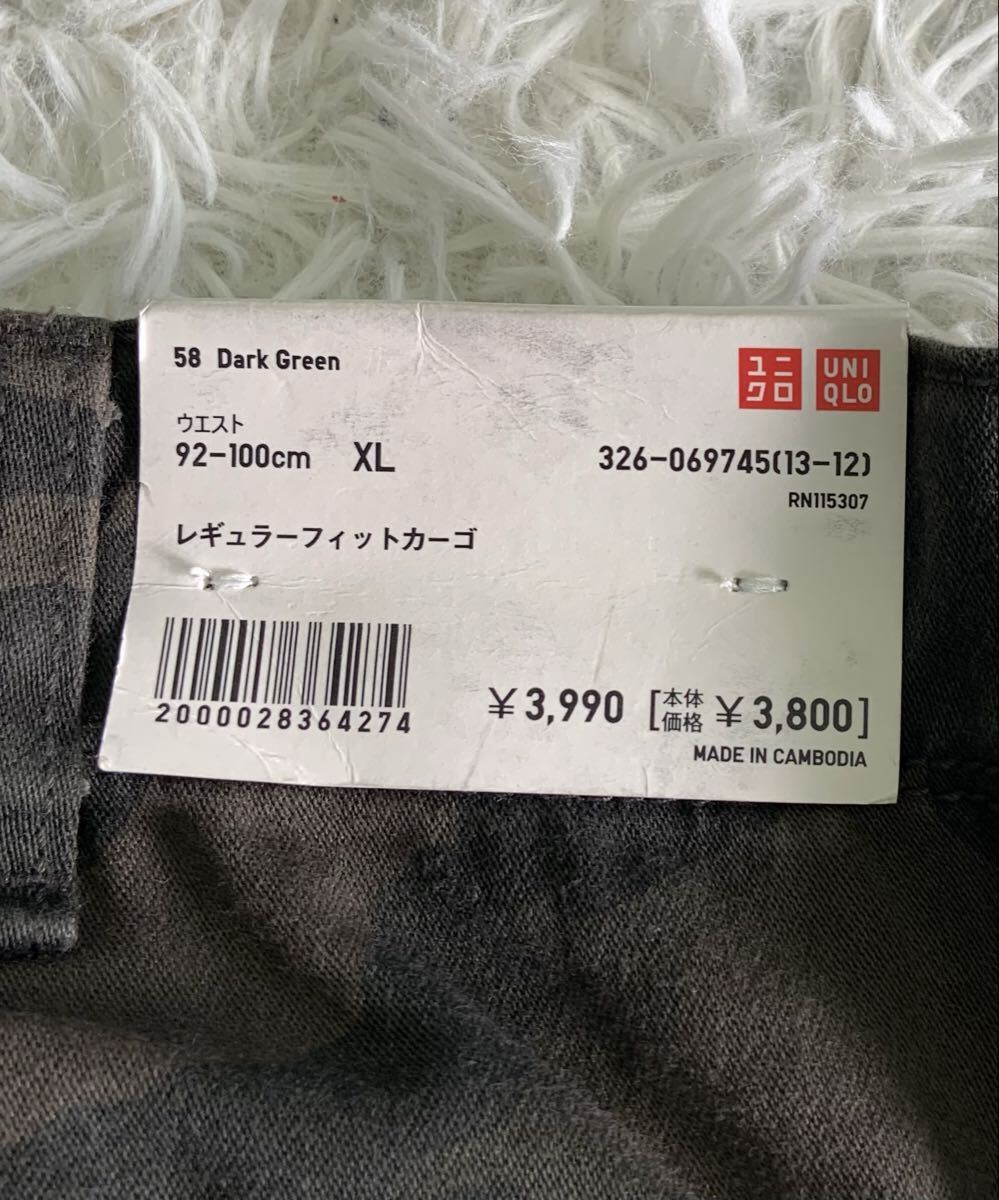 58 Dark Green
ユニクロ
UNIQLO
ウエスト
92-100cm XL
326-069745(13-12)
RN115307
レギュラーフィットカーゴ
2000028364274
¥3,990 [本体価格 ¥3,800]
MADE IN CAMBODIA